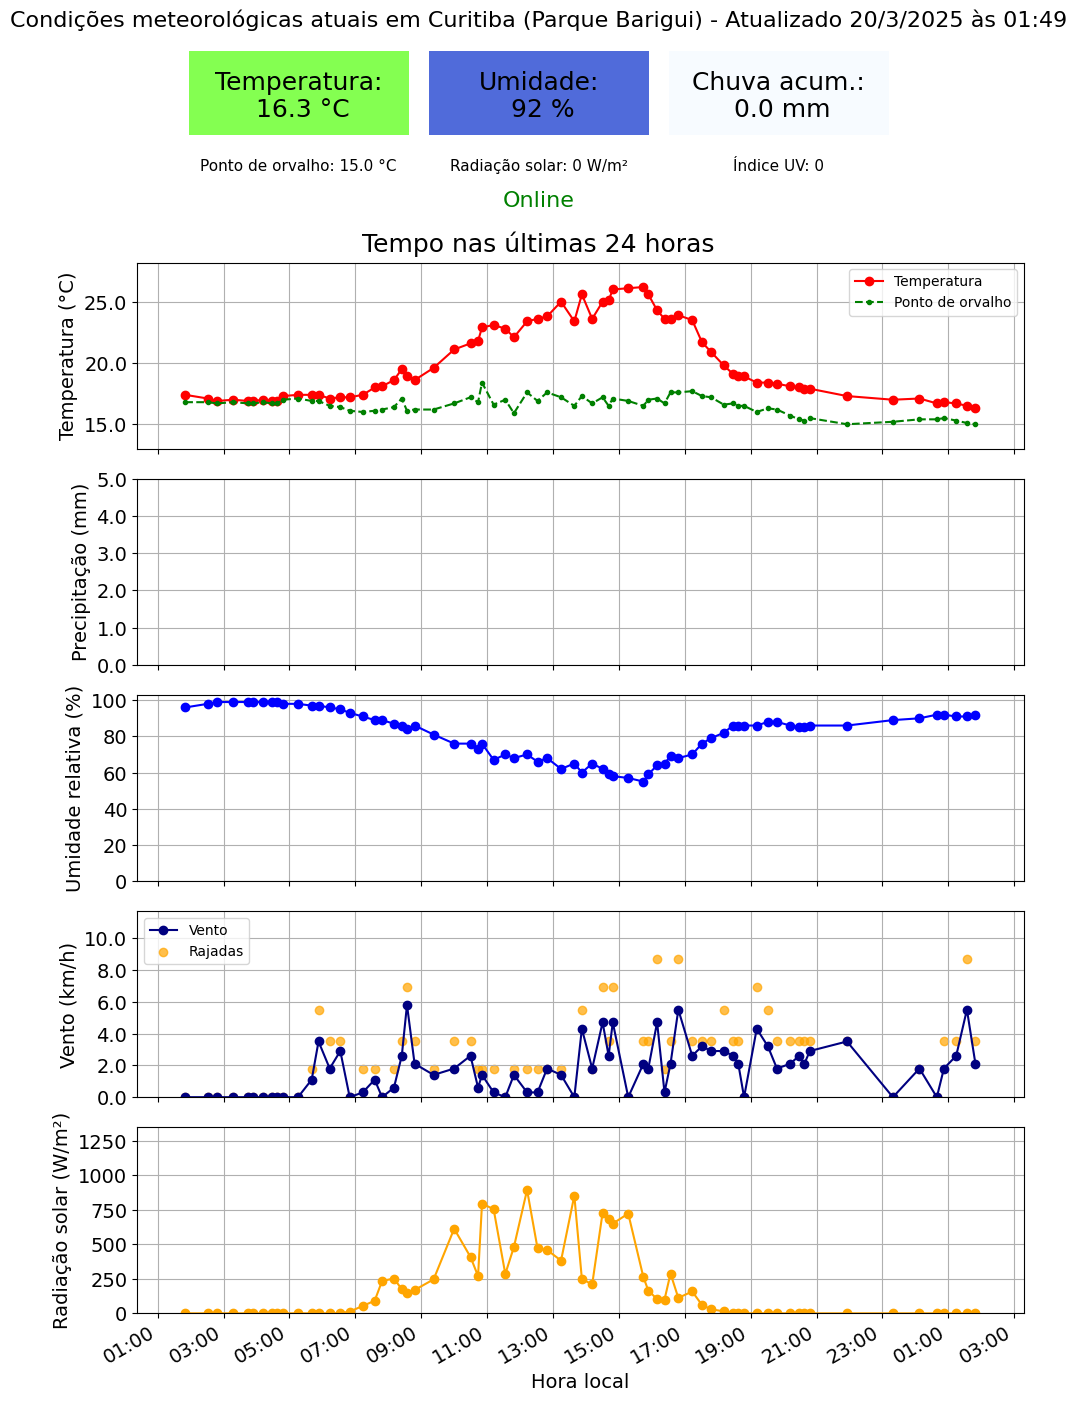 Condições meteorológicas atuais em Curitiba (Parque Barigui) - Atualizado 20/3/2025 às 01:49
Temperatura:
16.3 °C
Umidade:
92 %
Chuva acum.:
0.0 mm
Ponto de orvalho: 15.0 °C
Radiação solar: 0 W/m²
Índice UV: 0
Online
Tempo nas últimas 24 horas
Temperatura (°C)
25.0
20.0
15.0
Temperatura
Ponto de orvalho
Precipitação (mm)
5.0
4.0
3.0
2.0
1.0
0.0
Umidade relativa (%)
100
80
60
40
20
0
Vento (km/h)
10.0
8.0
6.0
4.0
2.0
0.0
Vento
Rajadas
Radiação solar (W/m²)
1250
1000
750
500
250
0
01:00
03:00
05:00
07:00
09:00
11:00
13:00
15:00
17:00
19:00
21:00
23:00
01:00
03:00
Hora local